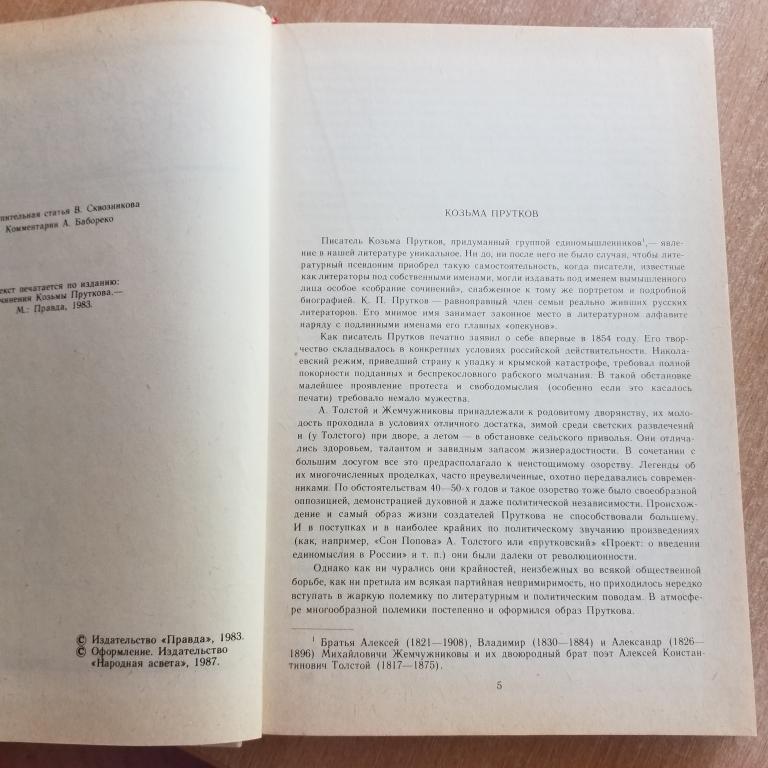 статья В. Сквозникова
Комментарии А. Бабореко
печатается по изданию:
Козьмы Пруткова.—
М.: Правда, 1983.
© Издательство «Правда», 1983.
© Оформление. Издательство
«Народная асвета», 1987.
КОЗЬМА ПРУТКОВ
Писатель Козьма Прутков, придуманный группой единомышленников¹,— явле-
ние в нашей литературе уникальное. Ни до, ни после него не было случая, чтобы лите-
ратурный псевдоним приобрел такую самостоятельность, когда писатели, известные
как литераторы под собственными именами, могли издавать под именем вымышленного
лица особое «собрание сочинений», снабженное к тому же портретом и подробной
биографией. К. П. Прутков — равноправный член семьи реально живших русских
литераторов. Его мнимое имя занимает законное место в литературном алфавите
наряду с подлинными именами его главных «опекунов».
Как писатель Прутков печатно заявил о себе впервые в 1854 году. Его твор-
чество складывалось в конкретных условиях российской действительности. Никола-
евский режим, приведший страну к упадку и крымской катастрофе, требовал полной
покорности подданных и беспрекословного рабского молчания. В такой обстановке
малейшее проявление протеста и свободомыслия (особенно если это касалось
печати) требовало немало мужества.
А. Толстой и Жемчужниковы принадлежали к родовитому дворянству, их моло-
дость проходила в условиях отличного достатка, зимой среди светских развлечений
и (у Толстого) при дворе, а летом — в обстановке сельского приволья. Они отлича-
лись здоровьем, талантом и завидным запасом жизнерадости. В сочетании с
большим досугом все это предрасполагало к неистощимому озорству. Легенды об
их многочисленных проделках, часто преувеличенные, охотно передавались современ-
никами. По обстоятельствам 40—50-х годов и такое озорство тоже было своеобразной
оппозицией, демонстрацией духовной и даже политической независимости. Происхож-
дение и самый образ жизни создателей Пруткова не способствовали большему.
И в поступках и в наиболее крайних по политическому звучанию произведениях
(как, например, «Сон Попова» А. Толстого или «прутковский» «Проект: о введении
единомыслия в России» и т. п.) они были далеки от революционности.
Однако как ни чурались они крайностей, неизбежных во всякой общественной
борьбе, как ни претила им всякая партийная непримиримость, но приходилось нередко
вступать в жаркую полемику по литературным и политическим поводам. В атмосфе-
ре многообразной полемики постепенно и оформился образ Пруткова.
¹ Братья Алексей (1821—1908), Владимир (1830—1884) и Александр (1826—
1896) Михайловичи Жемчужниковы и их двоюродный брат поэт Алексей Констан-
тинович Толстой (1817—1875).
5